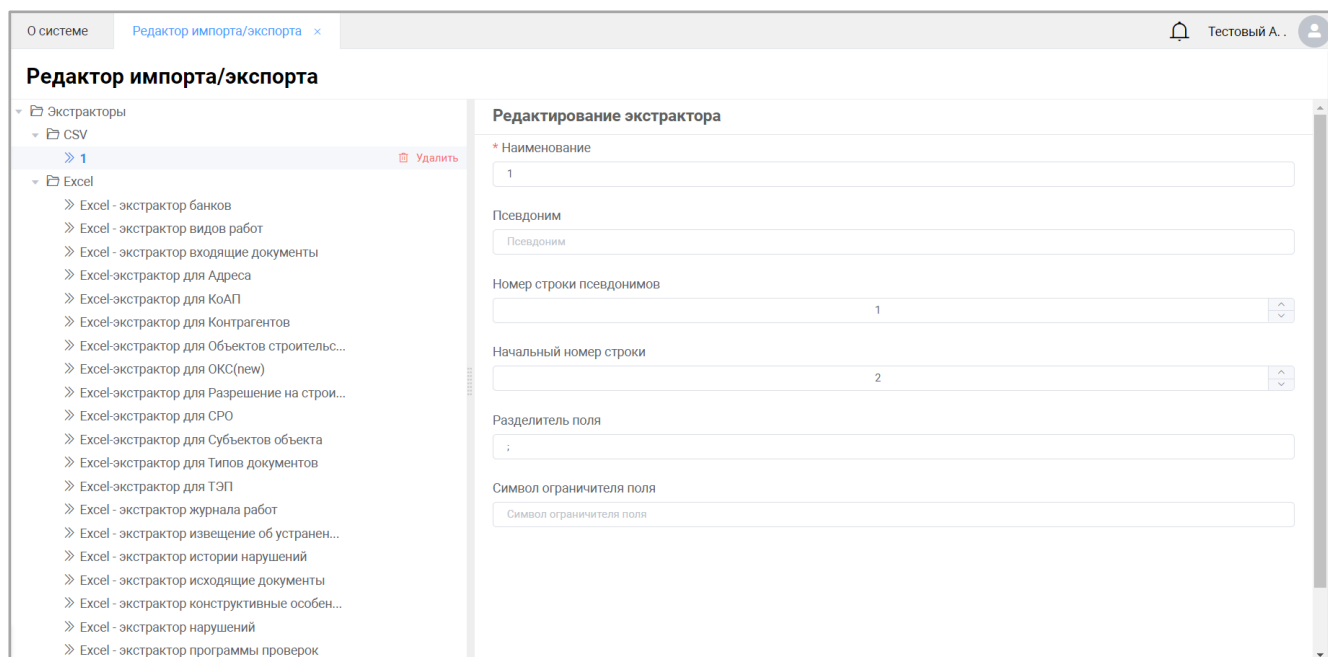 О системе
Редактор импорта/экспорта ×
Тестовый А. .
Редактор импорта/экспорта
Экстракторы
CSV
1
Удалить
Excel
Excel - экстрактор банков
Excel - экстрактор видов работ
Excel - экстрактор входящие документы
Excel-экстрактор для Адреса
Excel-экстрактор для КоАП
Excel-экстрактор для Контрагентов
Excel-экстрактор для Объектов строительс...
Excel-экстрактор для ОКС(new)
Excel-экстрактор для Разрешение на строи...
Excel-экстрактор для СРО
Excel-экстрактор для Субъектов объекта
Excel-экстрактор для Типов документов
Excel-экстрактор для ТЭП
Excel - экстрактор журнала работ
Excel - экстрактор извещение об устранен...
Excel - экстрактор истории нарушений
Excel - экстрактор исходящие документы
Excel - экстрактор конструктивные особен...
Excel - экстрактор нарушений
Excel - экстрактор программы проверок
Редактирование экстрактора
* Наименование
1
Псевдоним
Псевдоним
Номер строки псевдонимов
1
Начальный номер строки
2
Разделитель поля
;
Символ ограничителя поля
Символ ограничителя поля